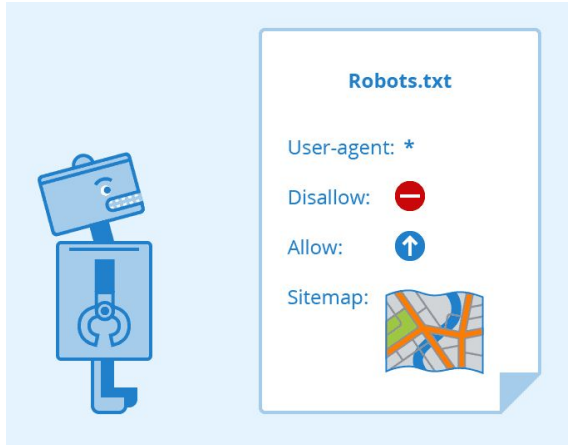 Robots.txt
User-agent: *
Disallow:
Allow:
Sitemap: